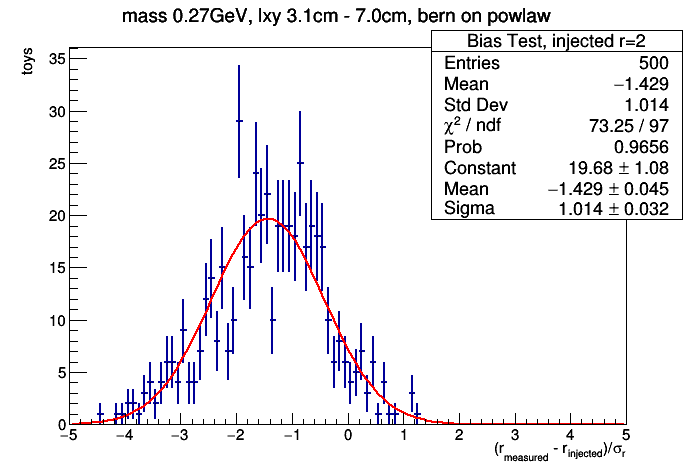 mass 0.27GeV, lxy 3.1cm - 7.0cm, bern on powlaw
Bias Test, injected r=2
Entries 500
Mean −1.429
Std Dev 1.014
χ² / ndf 73.25 / 97
Prob 0.9656
Constant 19.68 ± 1.08
Mean −1.429 ± 0.045
Sigma 1.014 ± 0.032
toys
35
30
25
20
15
10
5
0
−5 −4 −3 −2 −1 0 1 2 3 4 5
(r_measured - r_injected)/σ_r